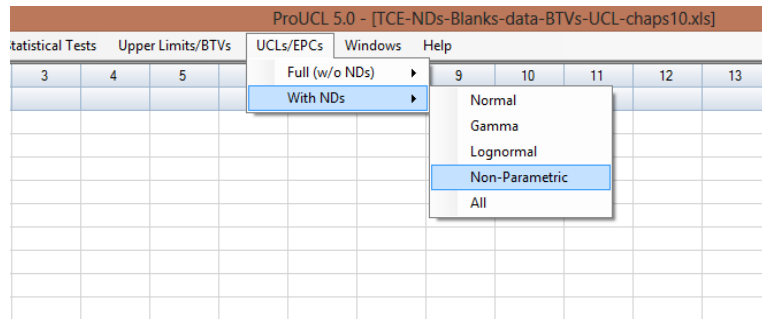 ProUCL 5.0 - [TCE-NDs-Blanks-data-BTVs-UCL-chaps10.xls]
tatistical Tests Upper Limits/BTVs UCLs/EPCs Windows Help
3 4 5 Full (w/o NDs) 9 10 11 12 13
With NDs Normal
Gamma
Lognormal
Non-Parametric
All